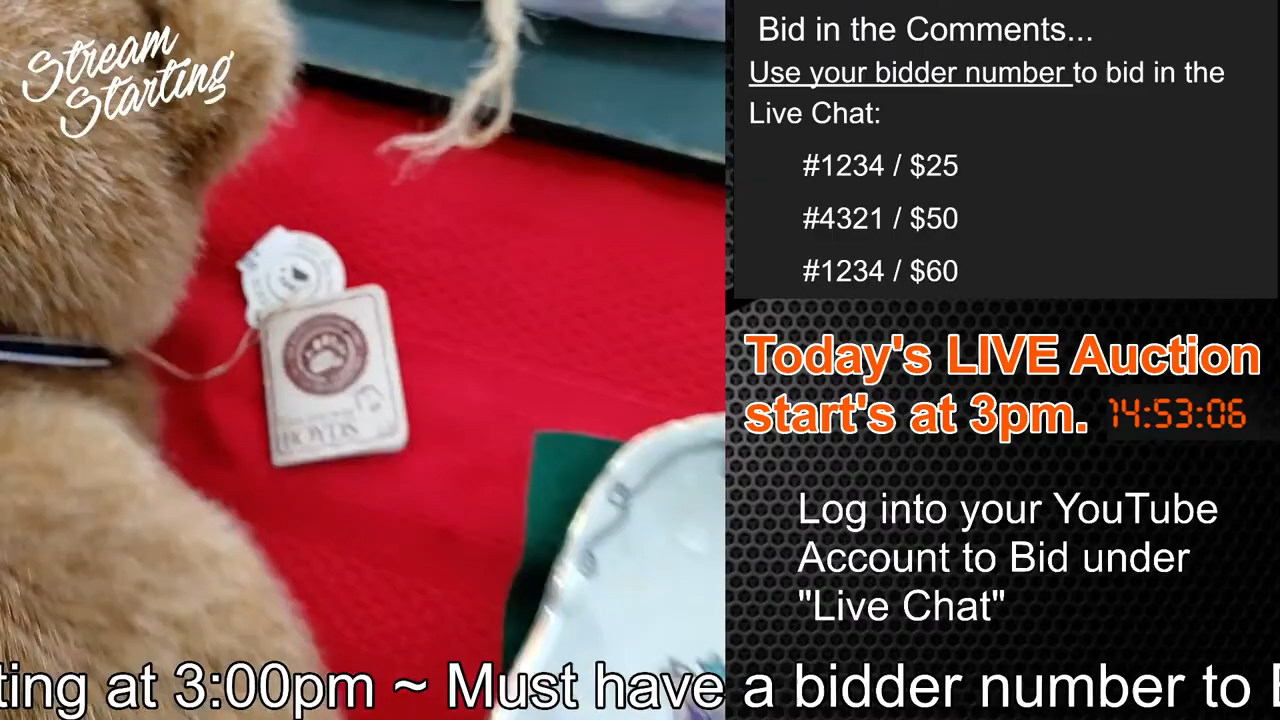 Stream
Starting
Bid in the Comments...
Use your bidder number to bid in the
Live Chat:
#1234 / $25
#4321 / $50
#1234 / $60
BOYDS
Today's LIVE Auction
start's at 3pm. 14:53:06
Log into your YouTube
Account to Bid under
"Live Chat"
ting at 3:00pm ~ Must have a bidder number to